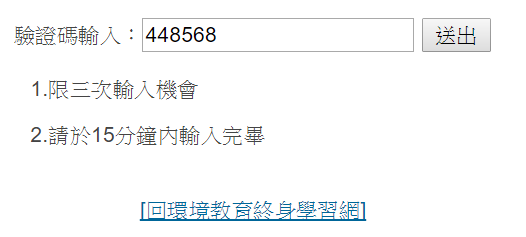 驗證碼輸入：448568 送出
1.限三次輸入機會
2.請於15分鐘內輸入完畢
[回環境教育終身學習網]